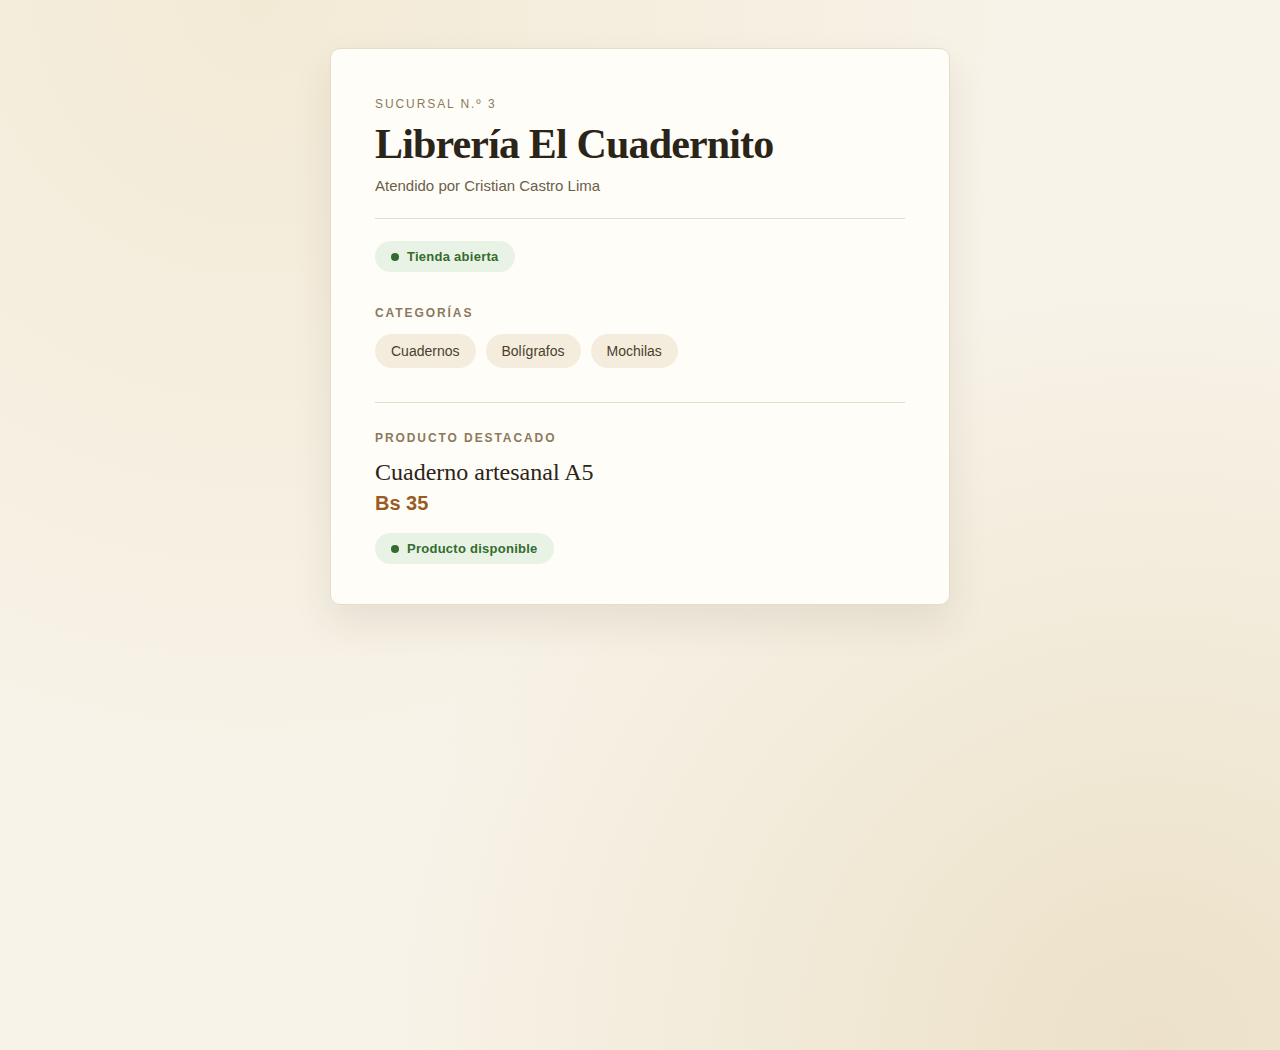 SUCURSAL N.º 3
Librería El Cuadernito
Atendido por Cristian Castro Lima
Tienda abierta
CATEGORÍAS
Cuadernos Bolígrafos Mochilas
PRODUCTO DESTACADO
Cuaderno artesanal A5
Bs 35
Producto disponible